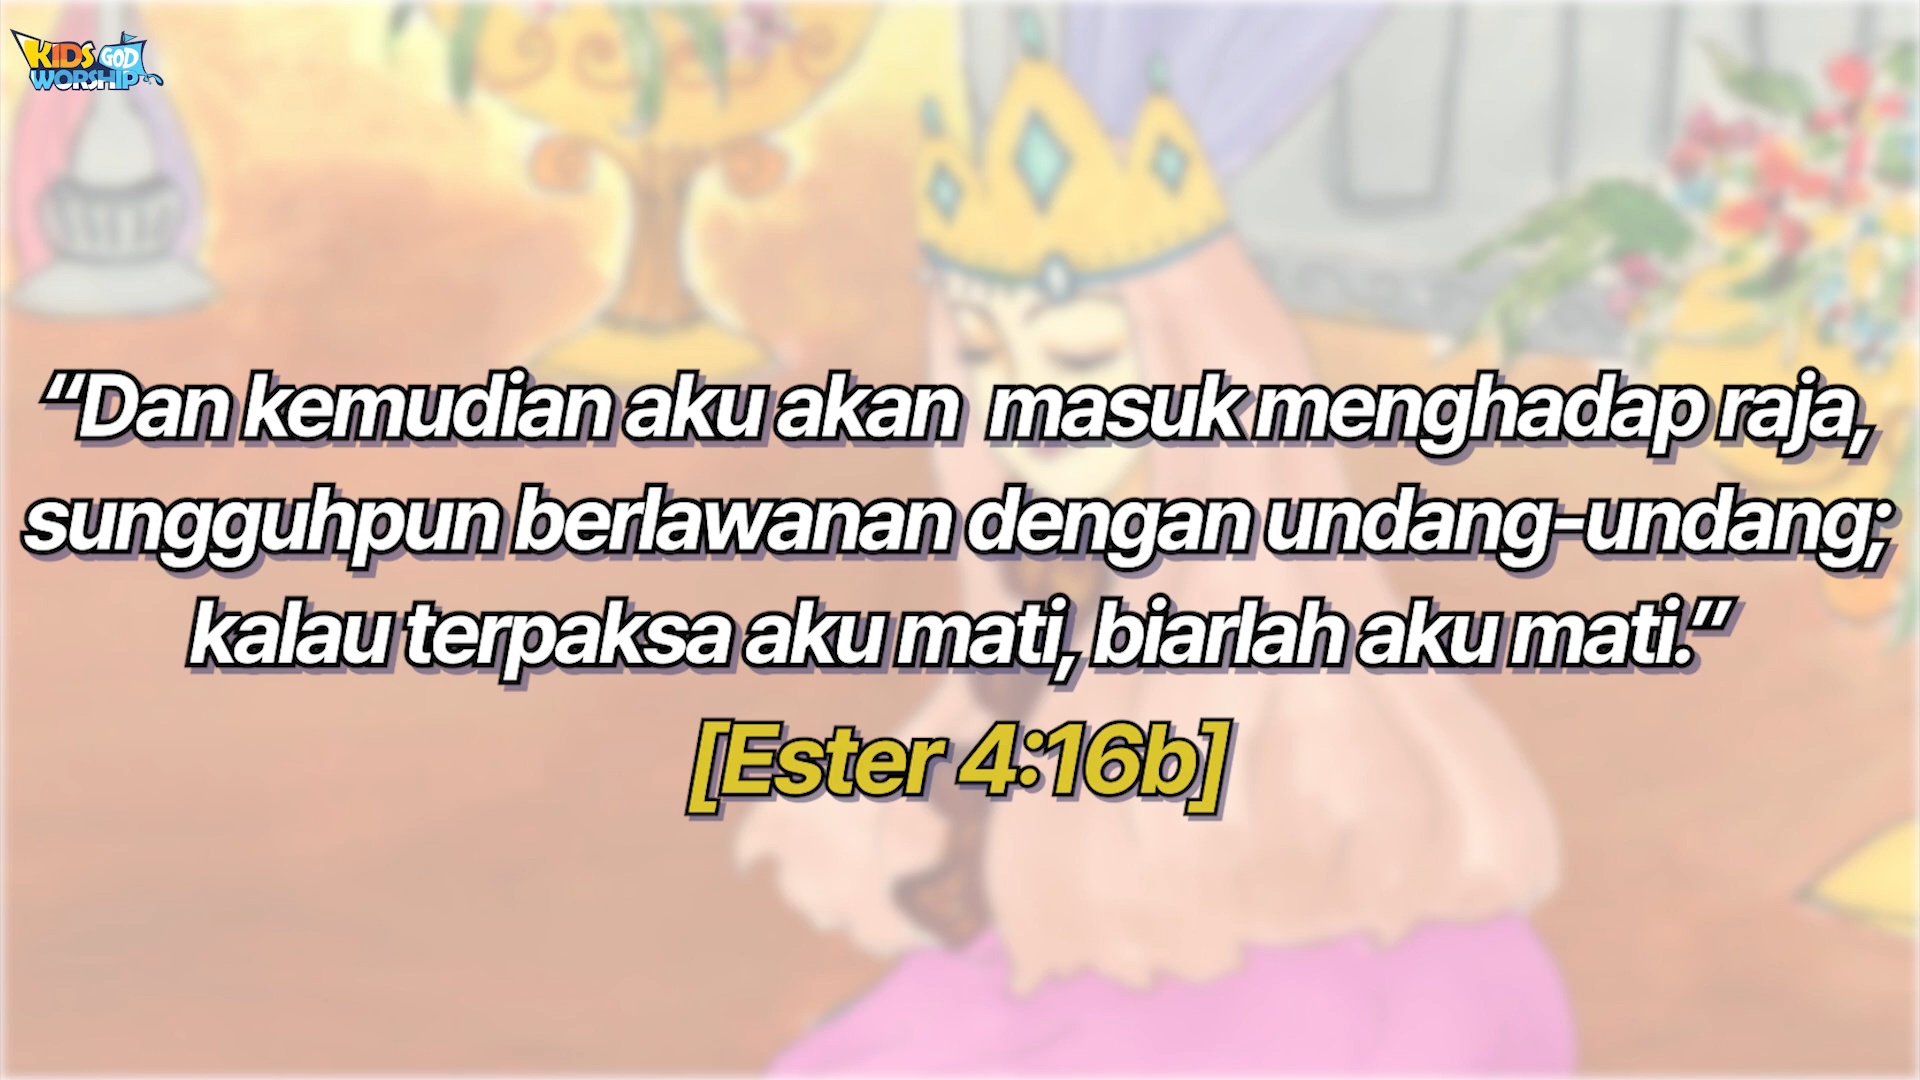 KIDS GOD
WORSHIP
“Dan kemudian aku akan masuk menghadap raja,
sungguhpun berlawanan dengan undang-undang;
kalau terpaksa aku mati, biarlah aku mati.”
[Ester 4:16b]